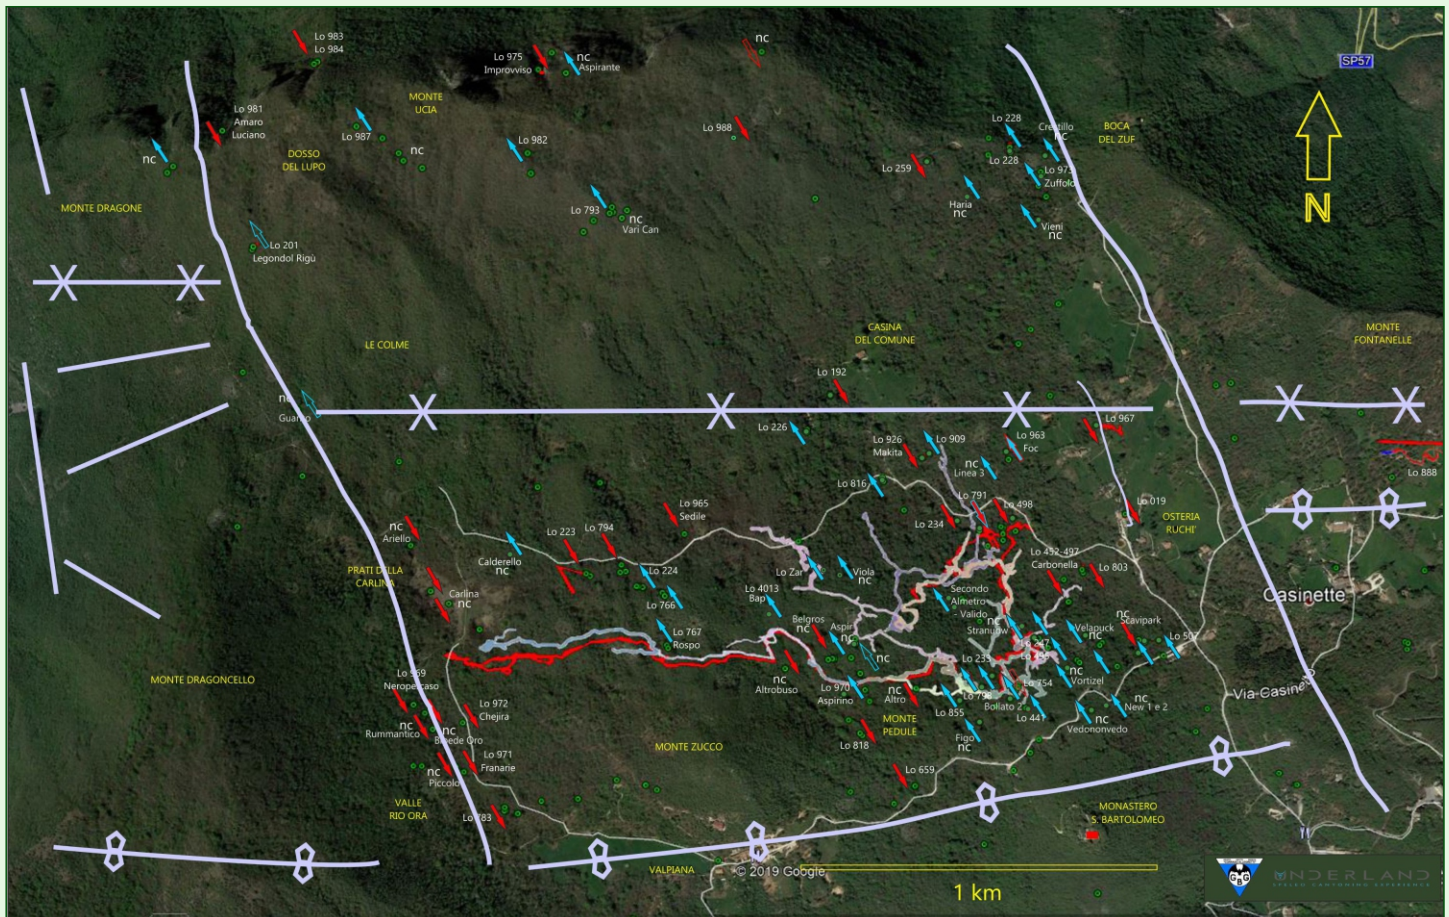 Lo 983
Lo 984
Lo 975
Improvviso
nc
Aspirante
nc
SP57
MONTE
UCIA
Lo 981
Amaro
Luciano
Lo 987
Lo 982
Lo 988
Lo 228
Crestillo
nc
BOCA
DEL ZUF
nc
DOSSO
DEL LUPO
nc
Lo 228
Lo 259
Zuffolo
N
MONTE DRAGONE
Haria
nc
Lo 793
nc
Vari Can
Vieni
nc
Lo 201
Legondol Rigù
LE COLME
CASINA
DEL COMUNE
MONTE
FONTANELLE
Lo 192
nc
Lo 226
Lo 926
Makita
Lo 909
Lo 963
Foc
Lo 967
nc
Linea 3
Lo 888
Lo 816
Lo 965
Sedile
Lo 791
Lo 498
Lo 019
nc
Ariello
Lo 223
Lo 794
Lo 234
OSTERIA
RUCHI'
Calderello
nc
PRATI DELLA
CARLINA
Lo 224
Lo Zar
Viola
nc
Lo 452-497
Carbonella
Lo 803
Carlina
nc
Lo 766
Lo 4013
Bap
Secondo
Almetro
- Valido
nc
Stranuow
Casinette
Lo 767
Rospo
Belgros
nc
Aspir
nc
nc
Velapuck
nc
nc
Scavipark
Lo 507
MONTE DRAGONCELLO
Lo 969
Neropercaso
Altrobuso
Lo 970
Aspirino
nc
Altro
Lo 233
Lo 754
nc
Vortizel
Via Casinetto
Lo 972
Chejira
nc
Rummantico
nc
Lo 855
Lo 798
Bollato 2
Lo 441
New 1 e 2
nc
Vedononvedo
nc
MONTE
PEDULE
Figo
nc
MONTE ZUCCO
Lo 818
Lo 971
Franarie
nc
Piccolo
Lo 659
VALLE
RIO ORA
Lo 783
MONASTERO
S. BARTOLOMEO
VALPIANA
© 2019 Google
1 km
GBG
UNDERLAND
SPELEO CANYONING EXPERIENCE